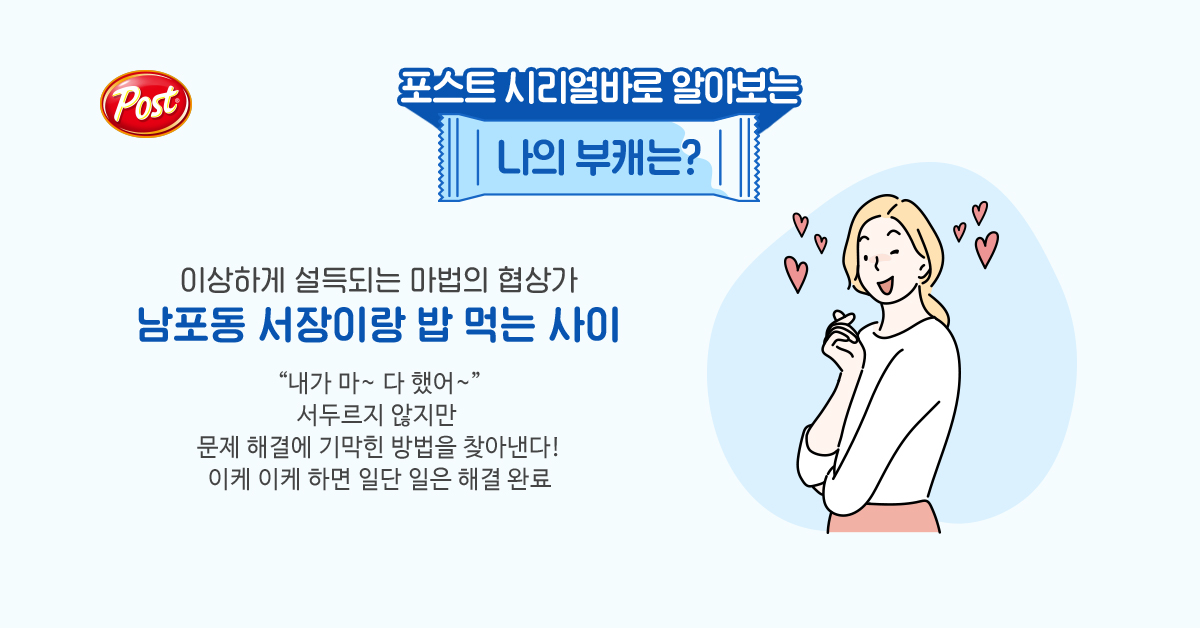 Post
포스트 시리얼바로 알아보는
나의 부캐는?
이상하게 설득되는 마법의 협상가
남포동 서장이랑 밥 먹는 사이
“내가 마~ 다 했어~”
서두르지 않지만
문제 해결에 기막힌 방법을 찾아낸다!
이케 이케 하면 일단 일은 해결 완료